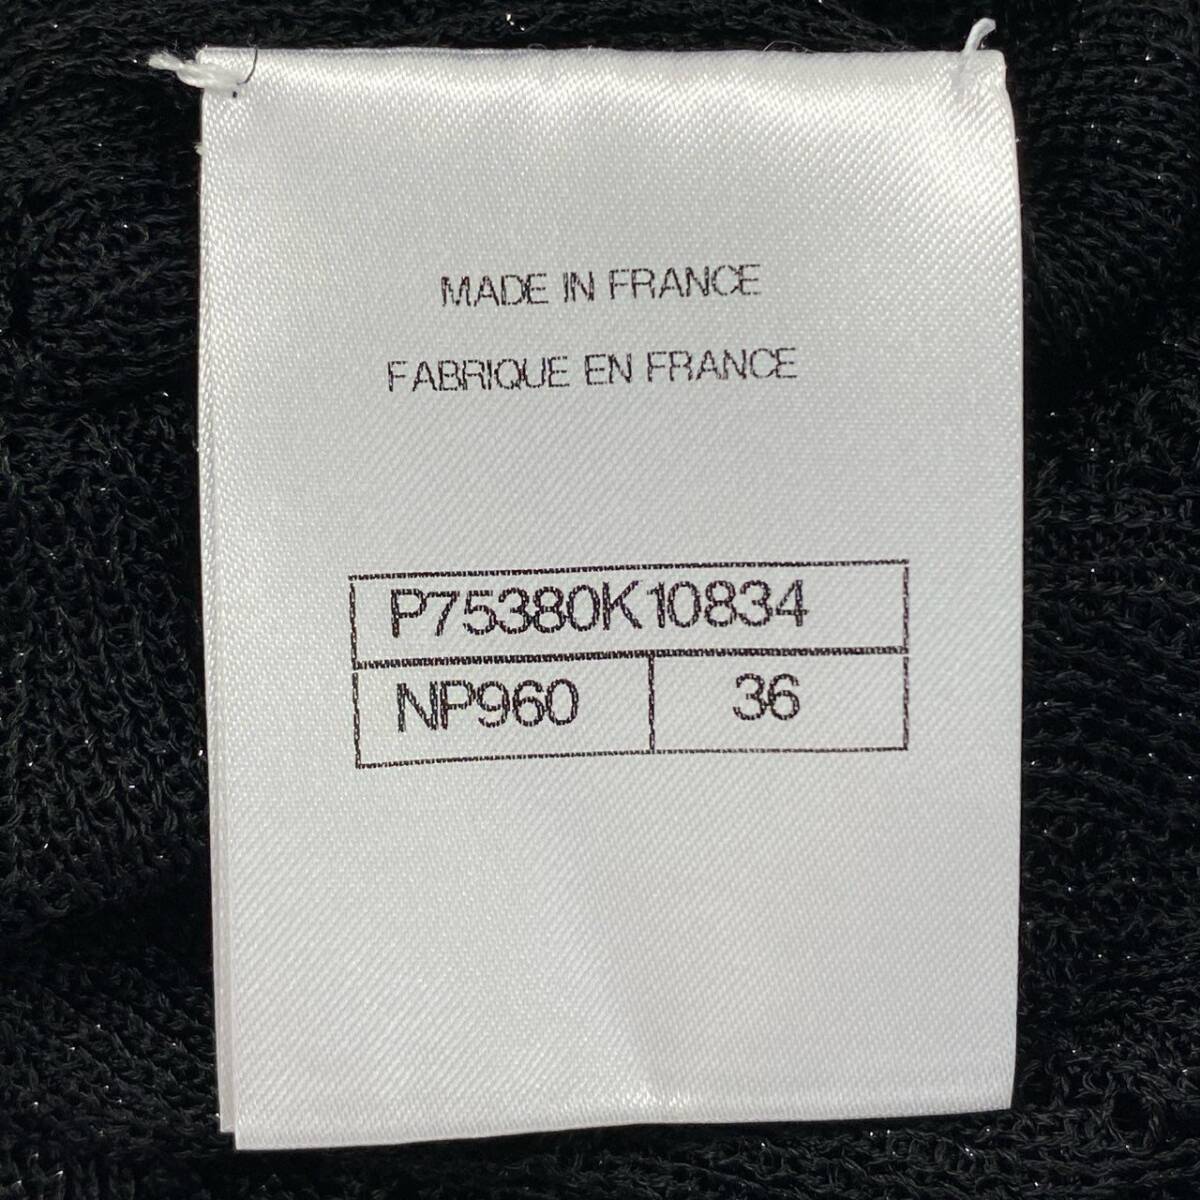 MADE IN FRANCE
FABRIQUE EN FRANCE
P75380K10834
NP960 36